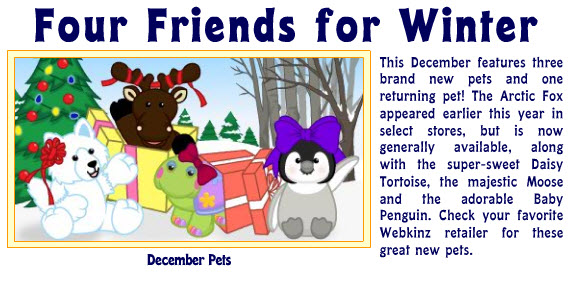 Four Friends for Winter
This December features three
brand new pets and one
returning pet! The Arctic Fox
appeared earlier this year in
select stores, but is now
generally available, along
with the super-sweet Daisy
Tortoise, the majestic Moose
and the adorable Baby
Penguin. Check your favorite
Webkinz retailer for these
great new pets.
December Pets